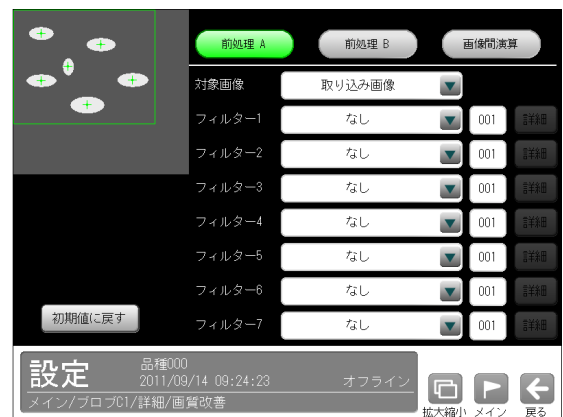 前処理 A 前処理 B 画像間演算
対象画像 取り込み画像
フィルター1 なし 001 詳細
フィルター2 なし 001 詳細
フィルター3 なし 001 詳細
フィルター4 なし 001 詳細
フィルター5 なし 001 詳細
フィルター6 なし 001 詳細
フィルター7 なし 001 詳細
初期値に戻す
設定 品種000
2011/09/14 09:24:23 オフライン
メイン/ブロブC1/詳細/画質改善
拡大縮小 メイン 戻る